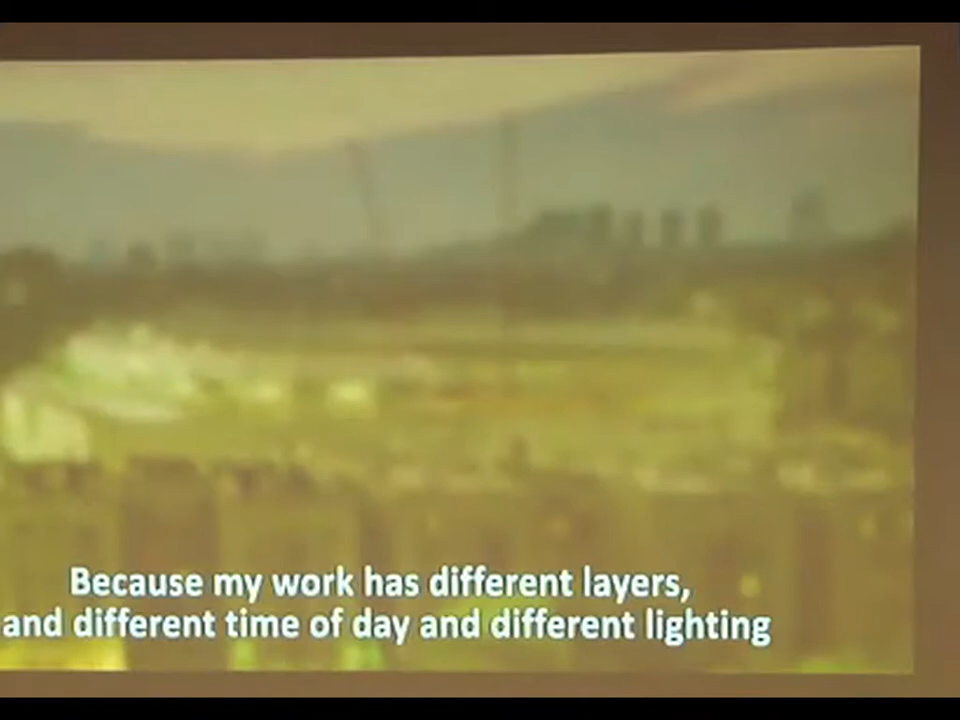 Because my work has different layers,
and different time of day and different lighting